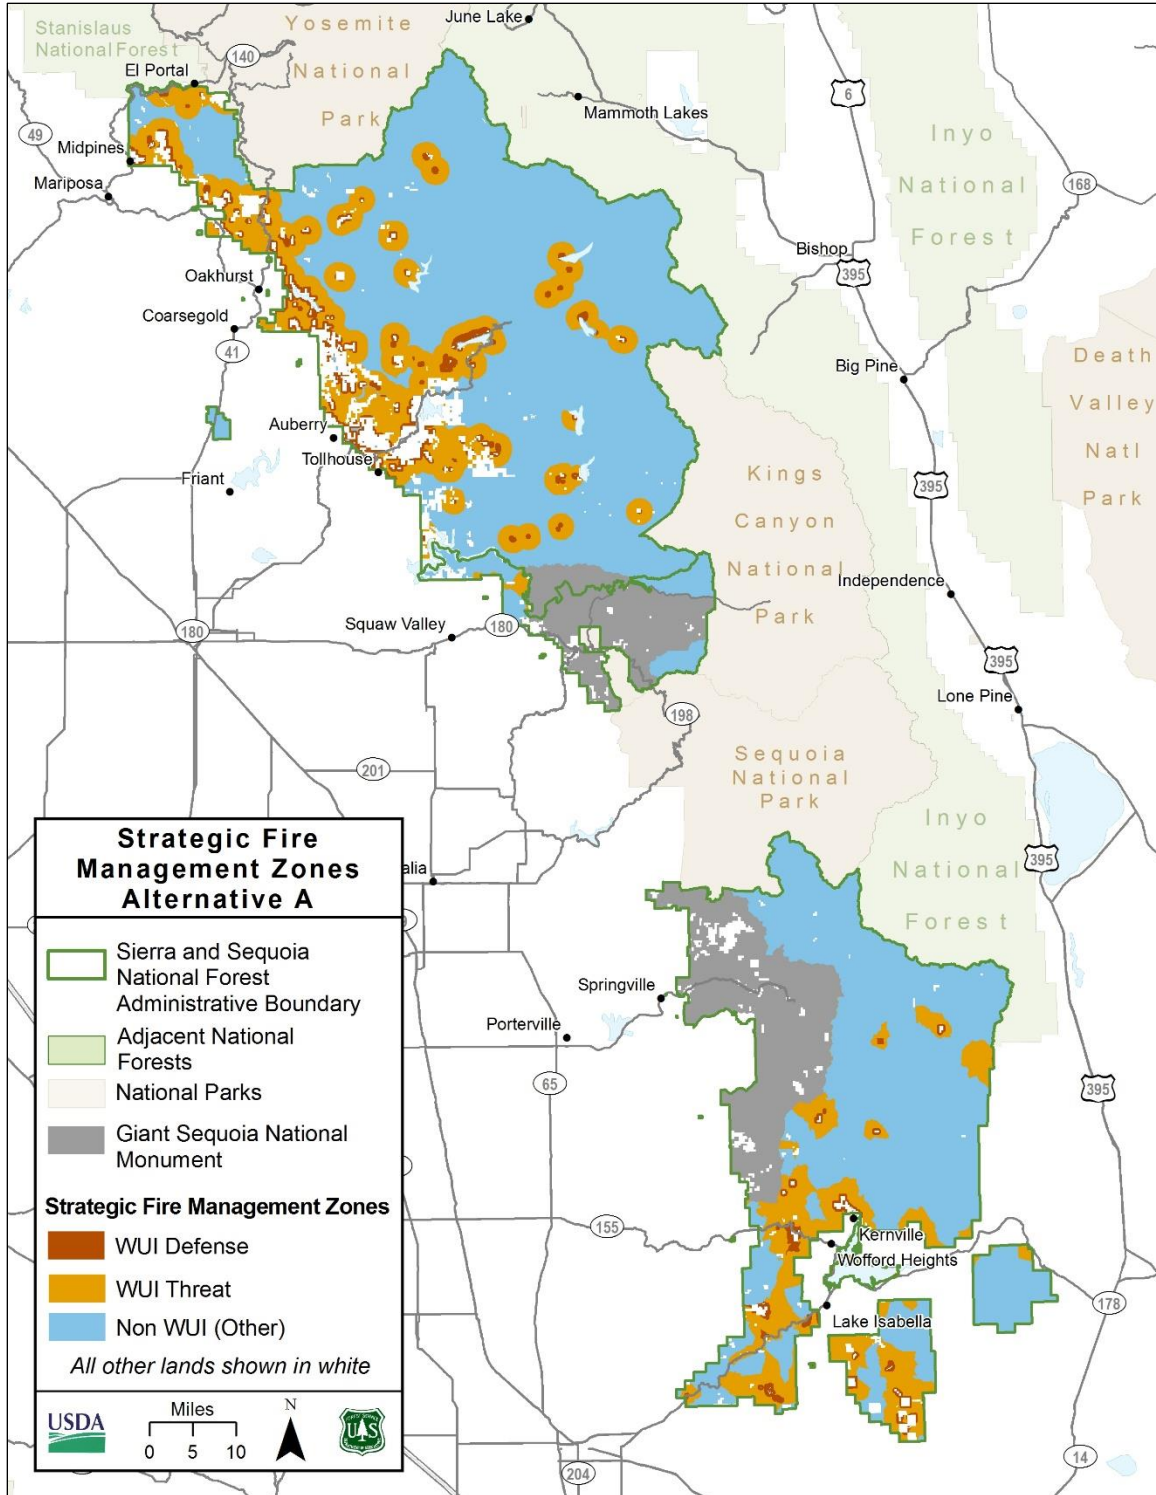 June Lake
Stanislaus
National Forest
Yosemite
National
Park
140
El Portal
Mammoth Lakes
6
49
Midpines
Mariposa
Inyo
National
Forest
168
Bishop
395
Oakhurst
Coarsegold
41
Big Pine
Death
Valley
Natl
Park
Auberry
Tollhouse
Friant
Kings
Canyon
National
Park
395
Independence
180
Squaw Valley
180
395
Lone Pine
198
201
Sequoia
National
Park
Inyo
National
Forest
395
alia
Springville
Porterville
65
395
155
Kernville
Wofford Heights
Lake Isabella
178
14
204
Strategic Fire
Management Zones
Alternative A
Sierra and Sequoia
National Forest
Administrative Boundary
Adjacent National
Forests
National Parks
Giant Sequoia National
Monument
Strategic Fire Management Zones
WUI Defense
WUI Threat
Non WUI (Other)
All other lands shown in white
USDA
Miles
0 5 10
N
U S